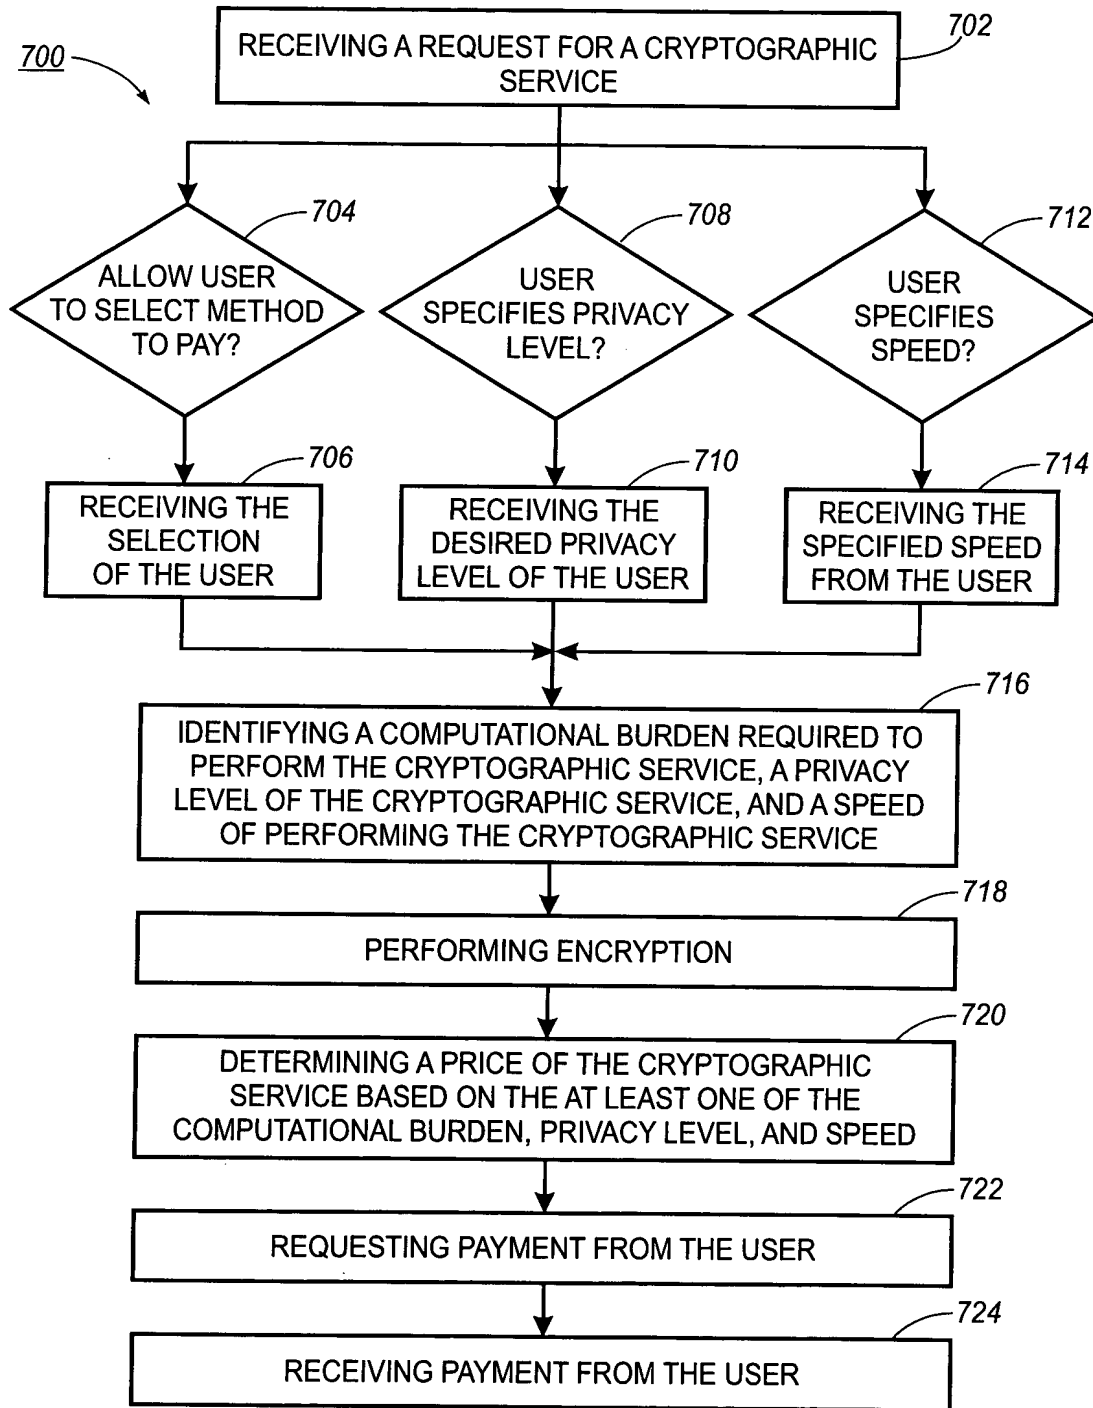 700
RECEIVING A REQUEST FOR A CRYPTOGRAPHIC
SERVICE
702
704
ALLOW USER
TO SELECT METHOD
TO PAY?
708
USER
SPECIFIES PRIVACY
LEVEL?
712
USER
SPECIFIES
SPEED?
706
RECEIVING THE
SELECTION
OF THE USER
710
RECEIVING THE
DESIRED PRIVACY
LEVEL OF THE USER
714
RECEIVING THE
SPECIFIED SPEED
FROM THE USER
716
IDENTIFYING A COMPUTATIONAL BURDEN REQUIRED TO
PERFORM THE CRYPTOGRAPHIC SERVICE, A PRIVACY
LEVEL OF THE CRYPTOGRAPHIC SERVICE, AND A SPEED
OF PERFORMING THE CRYPTOGRAPHIC SERVICE
718
PERFORMING ENCRYPTION
720
DETERMINING A PRICE OF THE CRYPTOGRAPHIC
SERVICE BASED ON THE AT LEAST ONE OF THE
COMPUTATIONAL BURDEN, PRIVACY LEVEL, AND SPEED
722
REQUESTING PAYMENT FROM THE USER
724
RECEIVING PAYMENT FROM THE USER